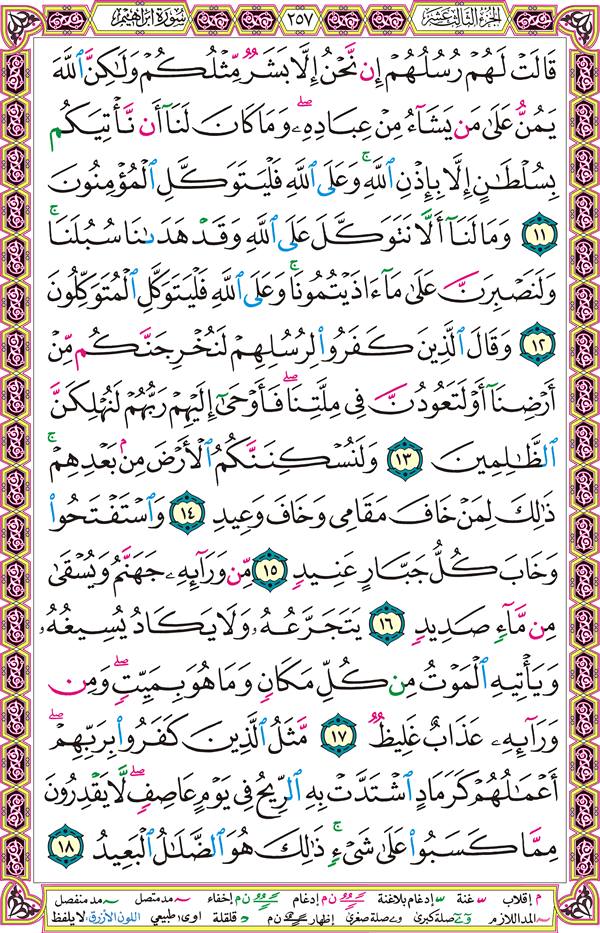 الجزء الثالث عشر ٢٥٧ سورة ابراهيم
قَالَتْ لَهُمْ رُسُلُهُمْ إِن نَّحْنُ إِلَّا بَشَرٌ مِّثْلُكُمْ وَلَٰكِنَّ ٱللَّهَ
يَمُنُّ عَلَىٰ مَن يَشَآءُ مِنْ عِبَادِهِۦ ۖ وَمَا كَانَ لَنَآ أَن نَّأْتِيَكُم
بِسُلْطَٰنٍ إِلَّا بِإِذْنِ ٱللَّهِ ۚ وَعَلَى ٱللَّهِ فَلْيَتَوَكَّلِ ٱلْمُؤْمِنُونَ
١١ وَمَا لَنَآ أَلَّا نَتَوَكَّلَ عَلَى ٱللَّهِ وَقَدْ هَدَىٰنَا سُبُلَنَا ۚ
وَلَنَصْبِرَنَّ عَلَىٰ مَآ ءَاذَيْتُمُونَا ۚ وَعَلَى ٱللَّهِ فَلْيَتَوَكَّلِ ٱلْمُتَوَكِّلُونَ
١٢ وَقَالَ ٱلَّذِينَ كَفَرُوا۟ لِرُسُلِهِمْ لَنُخْرِجَنَّكُم مِّنْ
أَرْضِنَآ أَوْ لَتَعُودُنَّ فِى مِلَّتِنَا ۖ فَأَوْحَىٰٓ إِلَيْهِمْ رَبُّهُمْ لَنُهْلِكَنَّ
ٱلظَّٰلِمِينَ ١٣ وَلَنُسْكِنَنَّكُمُ ٱلْأَرْضَ مِنۢ بَعْدِهِمْ ۚ
ذَٰلِكَ لِمَنْ خَافَ مَقَامِى وَخَافَ وَعِيدِ ١٤ وَٱسْتَفْتَحُوا۟
وَخَابَ كُلُّ جَبَّارٍ عَنِيدٍ ١٥ مِّن وَرَآئِهِۦ جَهَنَّمُ وَيُسْقَىٰ
مِن مَّآءٍ صَدِيدٍ ١٦ يَتَجَرَّعُهُۥ وَلَا يَكَادُ يُسِيغُهُۥ
وَيَأْتِيهِ ٱلْمَوْتُ مِن كُلِّ مَكَانٍ وَمَا هُوَ بِمَيِّتٍ ۖ وَمِن
وَرَآئِهِۦ عَذَابٌ غَلِيظٌ ١٧ مَّثَلُ ٱلَّذِينَ كَفَرُوا۟ بِرَبِّهِمْ ۖ
أَعْمَٰلُهُمْ كَرَمَادٍ ٱشْتَدَّتْ بِهِ ٱلرِّيحُ فِى يَوْمٍ عَاصِفٍ ۖ لَّا يَقْدِرُونَ
مِمَّا كَسَبُوا۟ عَلَىٰ شَىْءٍ ۚ ذَٰلِكَ هُوَ ٱلضَّلَٰلُ ٱلْبَعِيدُ ١٨
م إقلاب غنة إدغام بلاغنة ن م إدغام ن م إخفاء مد متصل مد منفصل
المد اللازم صلة كبرى صلة صغرى إظهار ن م قلقلة اوى طبيعي اللون الأزرق لا يلفظ